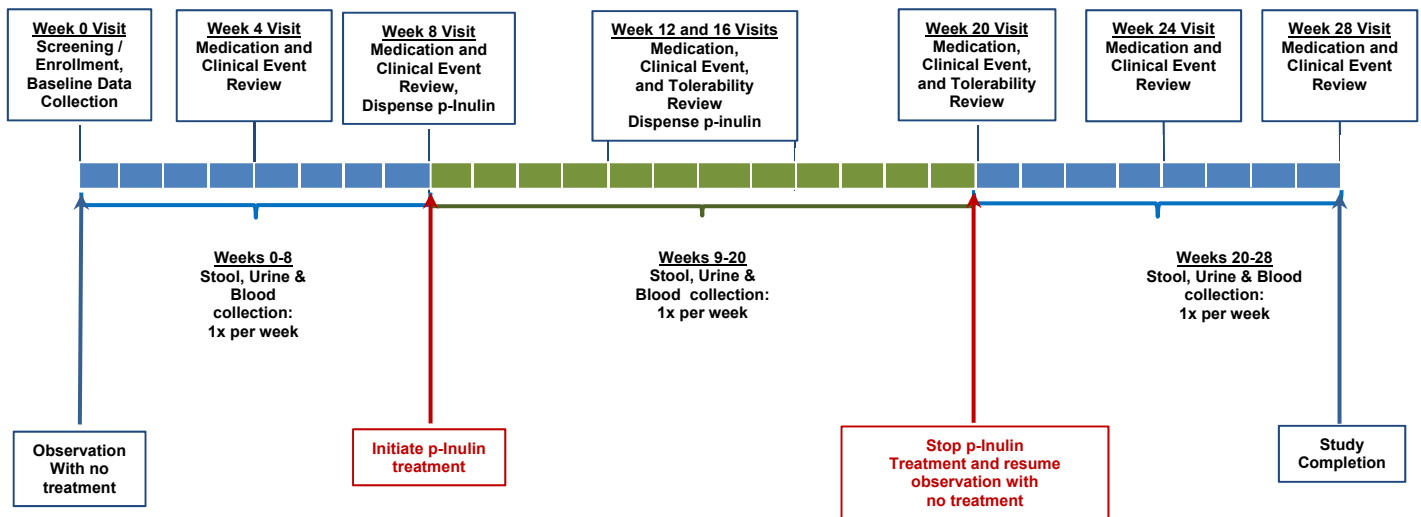 Week 0 Visit
Screening /
Enrollment,
Baseline Data
Collection
Week 4 Visit
Medication and
Clinical Event
Review
Week 8 Visit
Medication and
Clinical Event
Review,
Dispense p-Inulin
Week 12 and 16 Visits
Medication,
Clinical Event,
and Tolerability
Review
Dispense p-inulin
Week 20 Visit
Medication,
Clinical Event,
and Tolerability
Review
Week 24 Visit
Medication and
Clinical Event
Review
Week 28 Visit
Medication and
Clinical Event
Review
Weeks 0-8
Stool, Urine &
Blood
collection:
1x per week
Weeks 9-20
Stool, Urine &
Blood collection:
1x per week
Weeks 20-28
Stool, Urine & Blood
collection:
1x per week
Observation
With no
treatment
Initiate p-Inulin
treatment
Stop p-Inulin
Treatment and resume
observation with
no treatment
Study
Completion